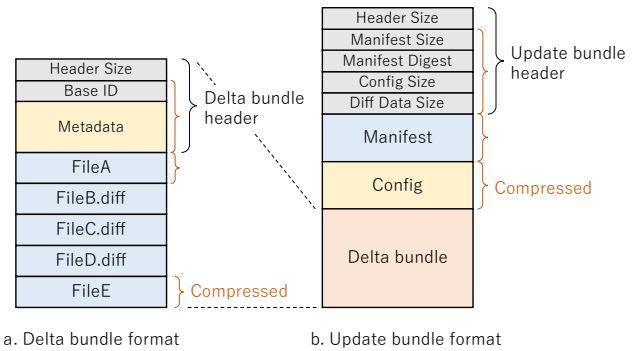 Header Size
Base ID
Metadata
FileA
FileB.diff
FileC.diff
FileD.diff
FileE
Delta bundle
header
Compressed
a. Delta bundle format
Header Size
Manifest Size
Manifest Digest
Config Size
Diff Data Size
Manifest
Config
Delta bundle
Update bundle
header
Compressed
b. Update bundle format